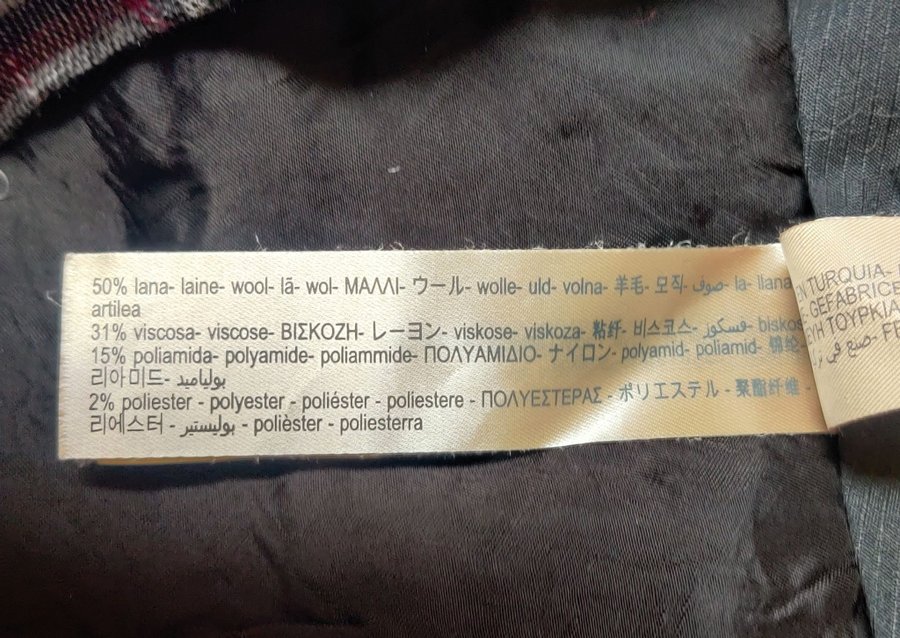 50% lana- laine- wool- lã- wol- ΜΑΛΛΙ- ウール- wolle- uld- volna- 羊毛- 모직- صوف- la- llana
artilea
31% viscosa- viscose- ΒΙΣΚΟΖΗ- レーヨン- viskose- viskoza- 粘纤- 비스코스- فسكوز-
15% poliamida- polyamide- poliammide- ΠΟΛΥΑΜΙΔΙΟ- ナイロン- polyamid- poliamid- 锦纶
리아미드- بولياميد
2% poliester - polyester - poliéster - poliestere - ΠΟΛΥΕΣΤΕΡΑΣ - ポリエステル - 聚酯纤维 -
리에스터 - بوليستير - polièster - poliesterra
TURQUIA-
GEFABRICE
ΤΟΥΡΚΙΑ
صنع في